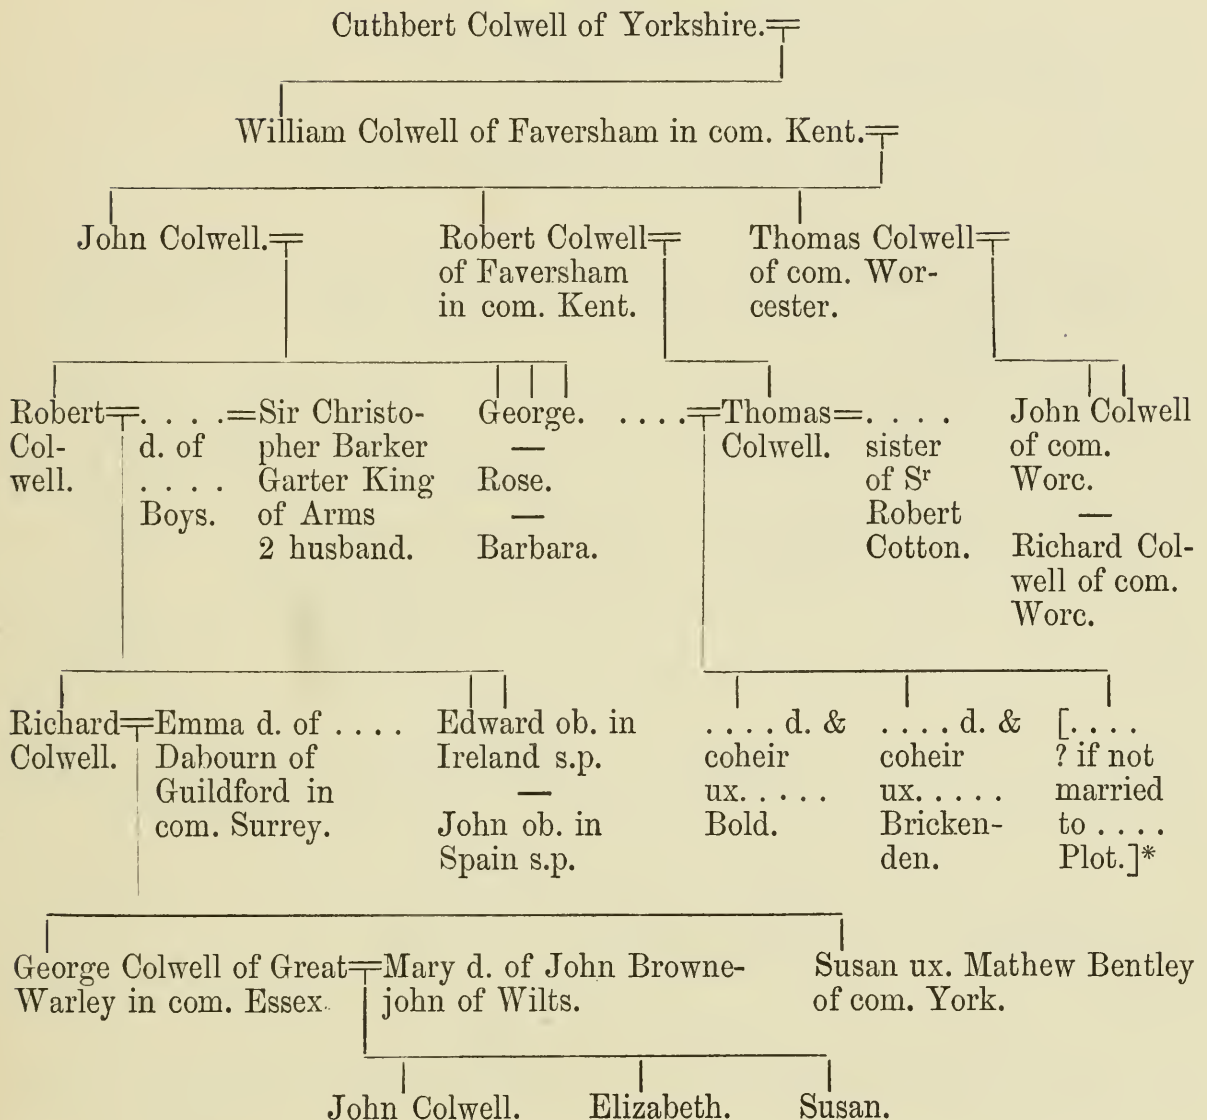 Cuthbert Colwell of Yorkshire.
William Colwell of Faversham in com. Kent.
John Colwell.
Robert Colwell
of Faversham
in com. Kent.
Thomas Colwell
of com. Wor-
cester.
Robert
Col-
well.
. . . .
d. of
. . . .
Boys.
Sir Christo-
pher Barker
Garter King
of Arms
2 husband.
George.
—
Rose.
—
Barbara.
. . . .
Thomas
Colwell.
. . . .
sister
of Sr
Robert
Cotton.
John Colwell
of com.
Worc.
—
Richard Col-
well of com.
Worc.
Richard
Colwell.
Emma d. of . . . .
Dabourn of
Guildford in
com. Surrey.
Edward ob. in
Ireland s.p.
—
John ob. in
Spain s.p.
. . . . d. &
coheir
ux. . . . .
Bold.
. . . . d. &
coheir
ux. . . . .
Bricken-
den.
[. . . .
? if not
married
to . . . .
Plot.]*
George Colwell of Great
Warley in com. Essex.
Mary d. of John Browne-
john of Wilts.
Susan ux. Mathew Bentley
of com. York.
John Colwell.
Elizabeth.
Susan.